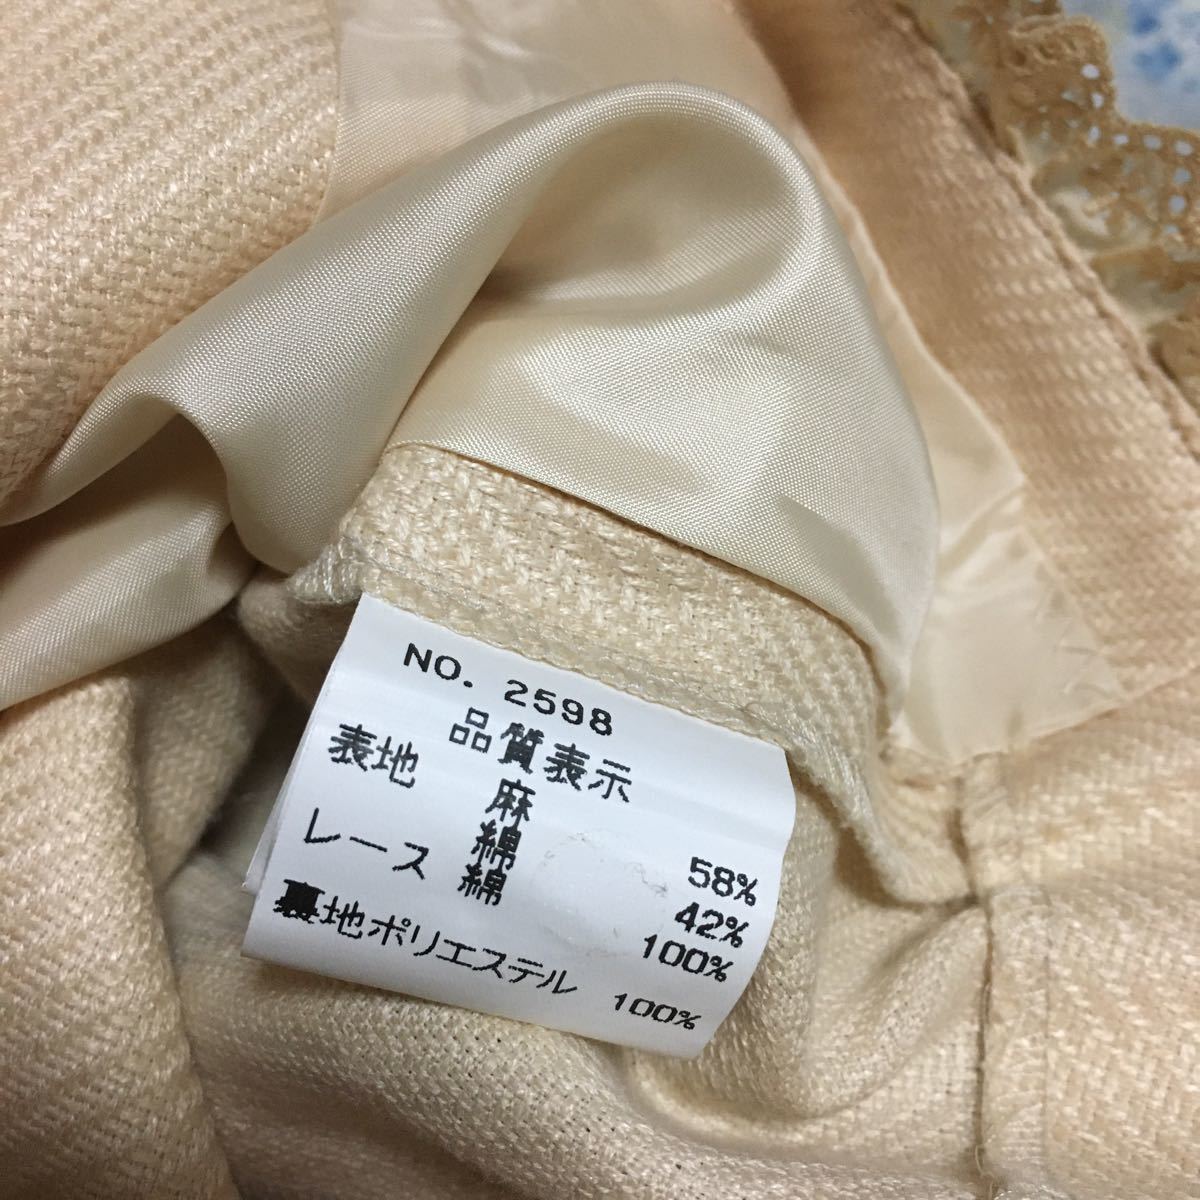 NO. 2598
品質表示
表地 麻 58%
綿 42%
レース 綿 100%
裏地ポリエステル 100%